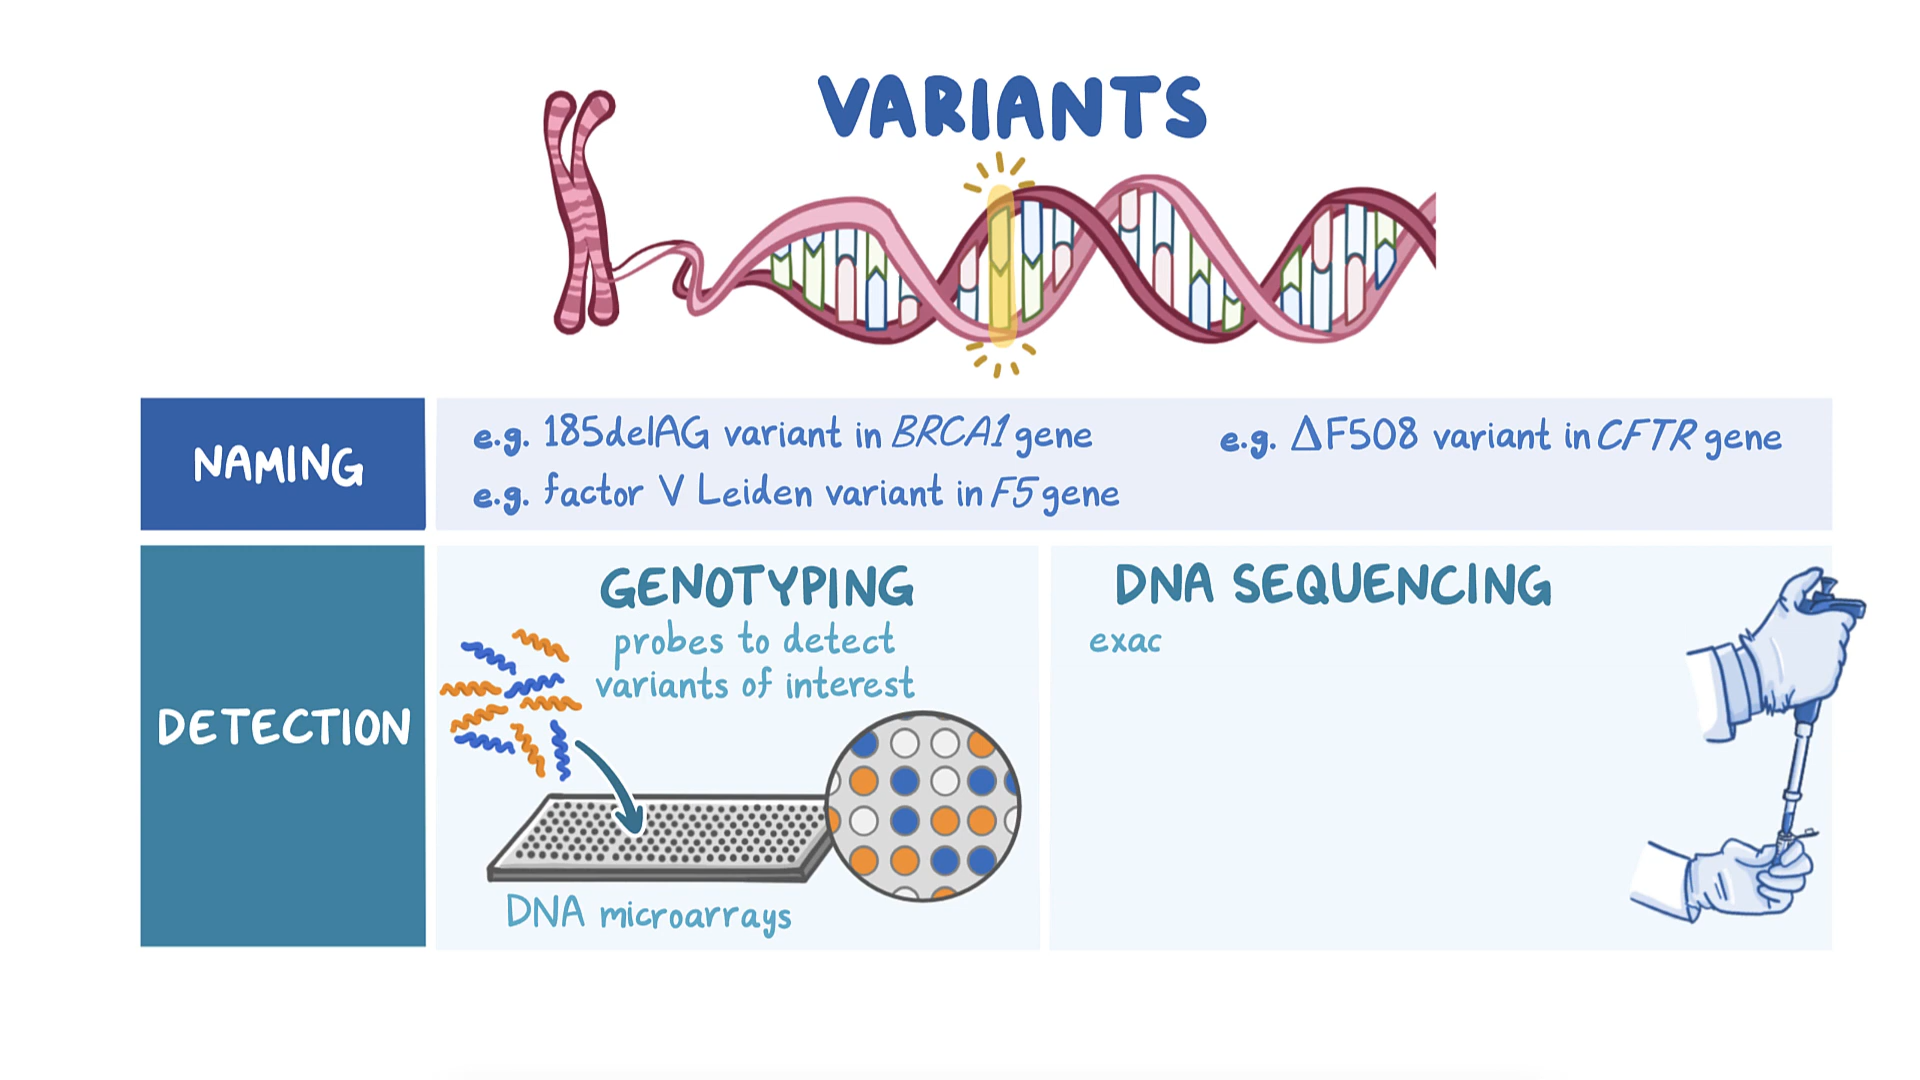 VARIANTS
NAMING
e.g. 185delAG variant in BRCA1 gene
e.g. ΔF508 variant in CFTR gene
e.g. factor V Leiden variant in F5 gene
DETECTION
GENOTYPING
probes to detect
variants of interest
DNA microarrays
DNA SEQUENCING
exac